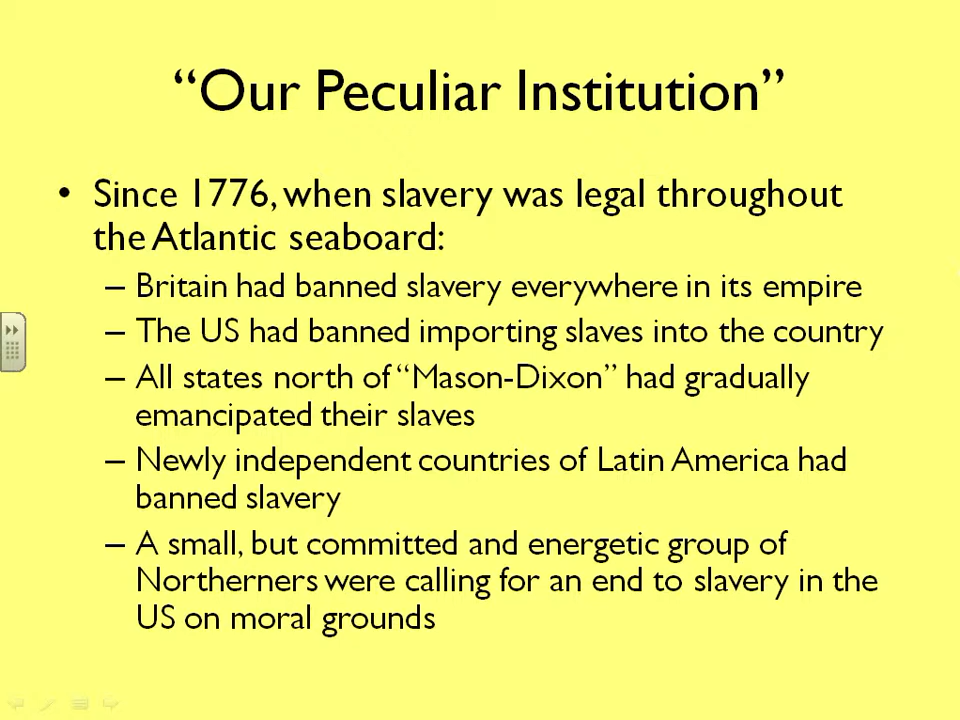 “Our Peculiar Institution”
• Since 1776, when slavery was legal throughout
the Atlantic seaboard:
– Britain had banned slavery everywhere in its empire
– The US had banned importing slaves into the country
– All states north of “Mason-Dixon” had gradually
emancipated their slaves
– Newly independent countries of Latin America had
banned slavery
– A small, but committed and energetic group of
Northerners were calling for an end to slavery in the
US on moral grounds